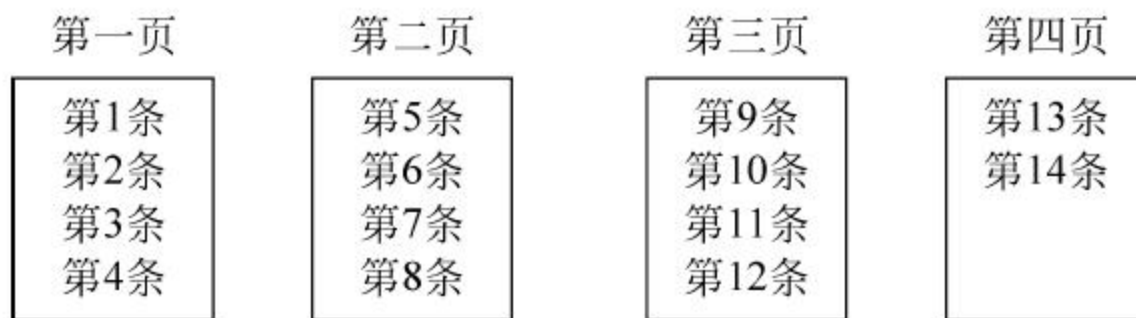 第一页
第1条
第2条
第3条
第4条
第二页
第5条
第6条
第7条
第8条
第三页
第9条
第10条
第11条
第12条
第四页
第13条
第14条